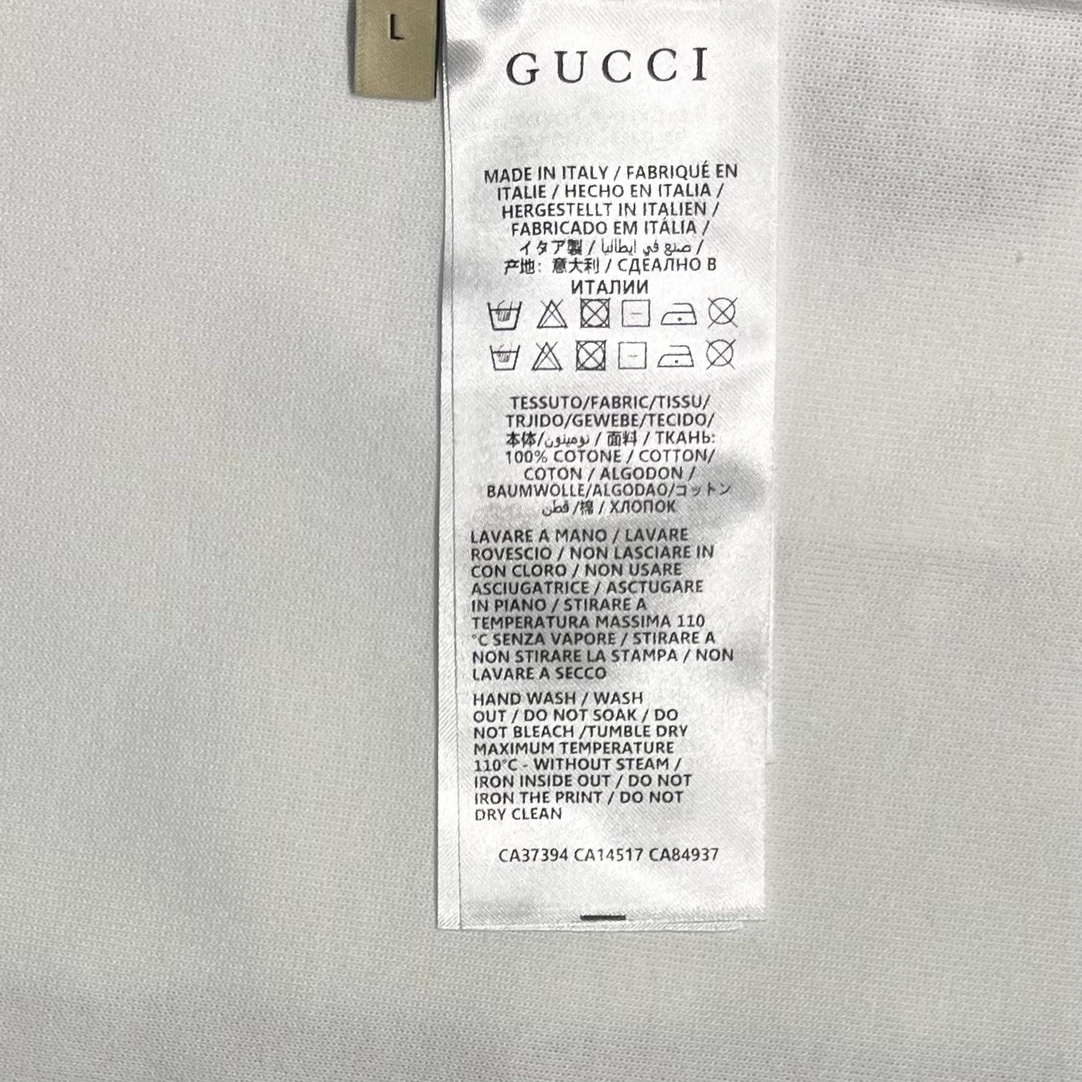 L
GUCCI
MADE IN ITALY / FABRIQUÉ EN
ITALIE / HECHO EN ITALIA /
HERGESTELLT IN ITALIEN /
FABRICADO EM ITÁLIA /
イタア製 / صنع في ايطاليا /
产地：意大利 / СДЕАЛНО В
ИТАЛИИ
TESSUTO/FABRIC/TISSU/
TRJIDO/GEWEBE/TECIDO/
本体/نومينون / 面料 / ТКАНЬ:
100% COTONE / COTTON/
COTON / ALGODON /
BAUMWOLLE/ALGODAO/コットン
قطن /棉 / ХЛОПОК
LAVARE A MANO / LAVARE
ROVESCIO / NON LASCIARE IN
CON CLORO / NON USARE
ASCIUGATRICE / ASCTUGARE
IN PIANO / STIRARE A
TEMPERATURA MASSIMA 110
°C SENZA VAPORE / STIRARE A
NON STIRARE LA STAMPA / NON
LAVARE A SECCO
HAND WASH / WASH
OUT / DO NOT SOAK / DO
NOT BLEACH /TUMBLE DRY
MAXIMUM TEMPERATURE
110°C - WITHOUT STEAM /
IRON INSIDE OUT / DO NOT
IRON THE PRINT / DO NOT
DRY CLEAN
CA37394 CA14517 CA84937